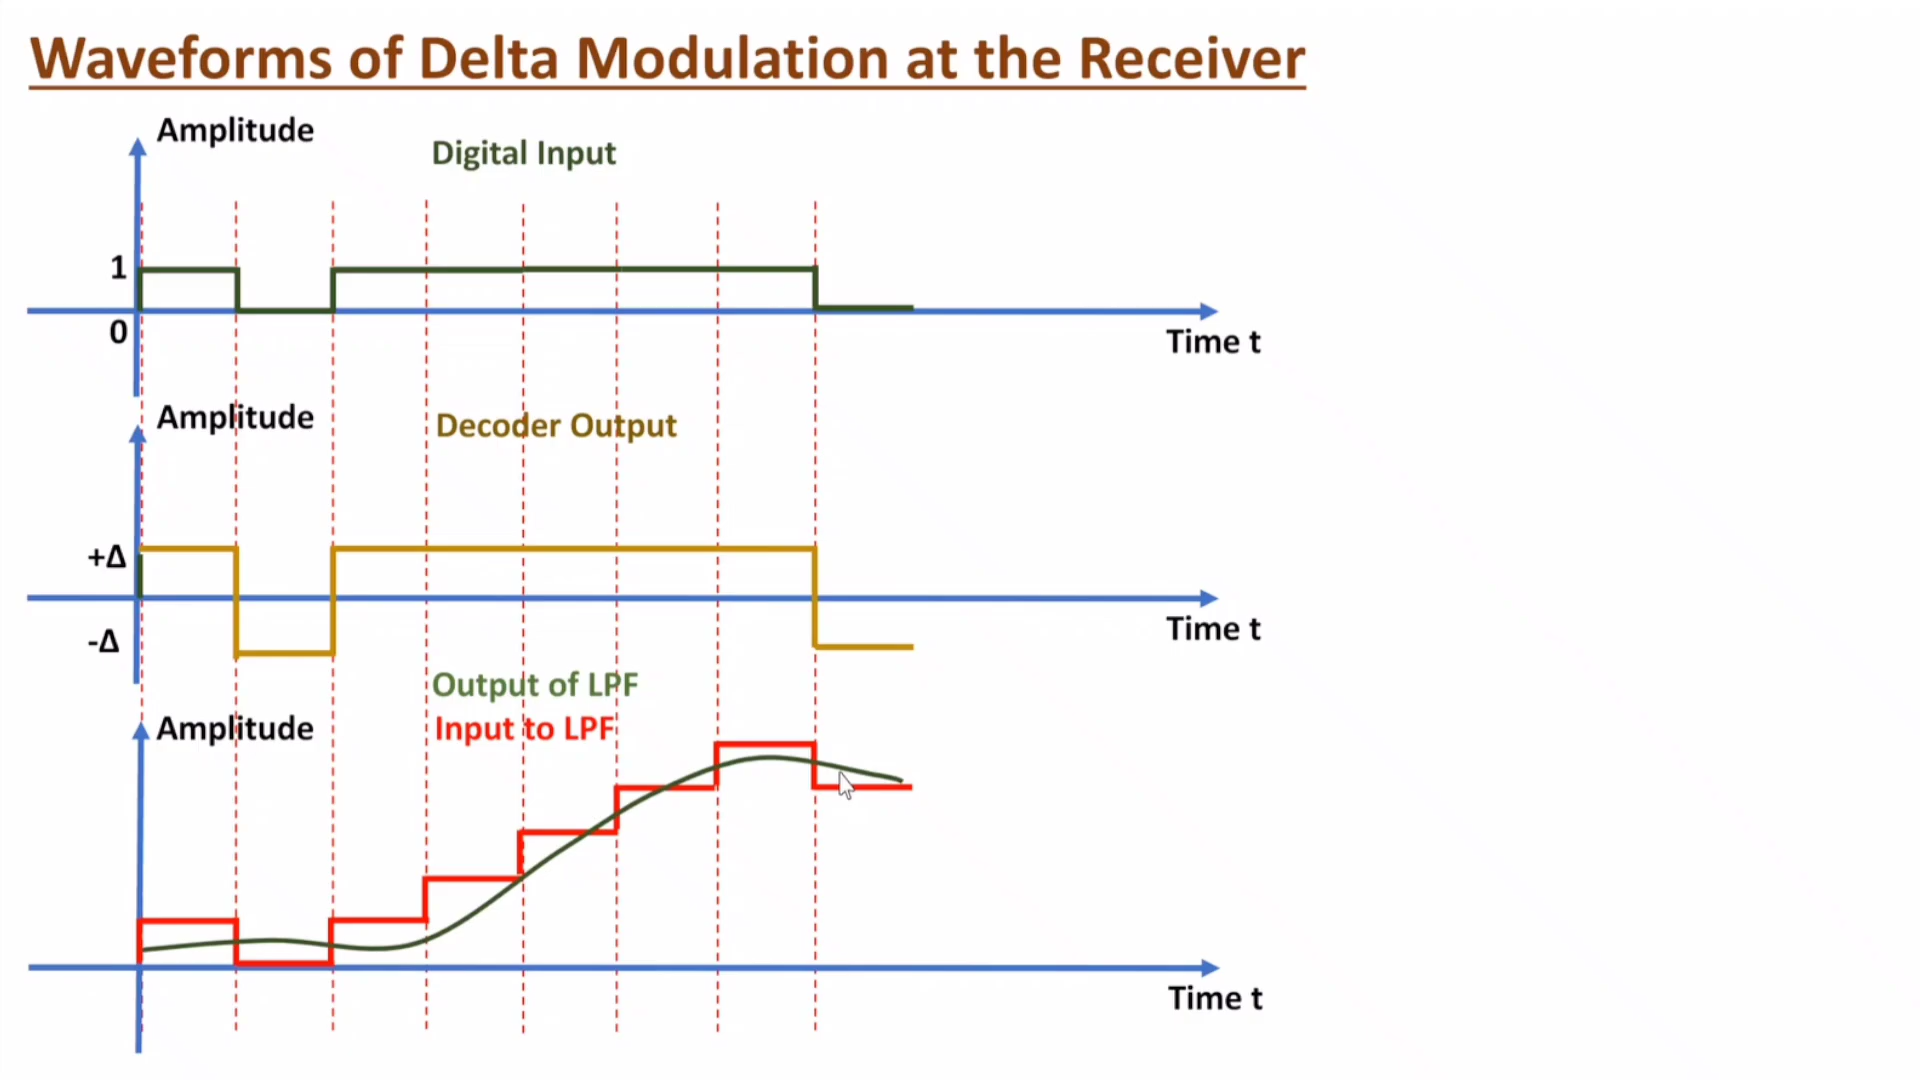 Waveforms of Delta Modulation at the Receiver
Amplitude
Digital Input
1
0
Time t
Amplitude
Decoder Output
+Δ
-Δ
Time t
Output of LPF
Input to LPF
Amplitude
Time t